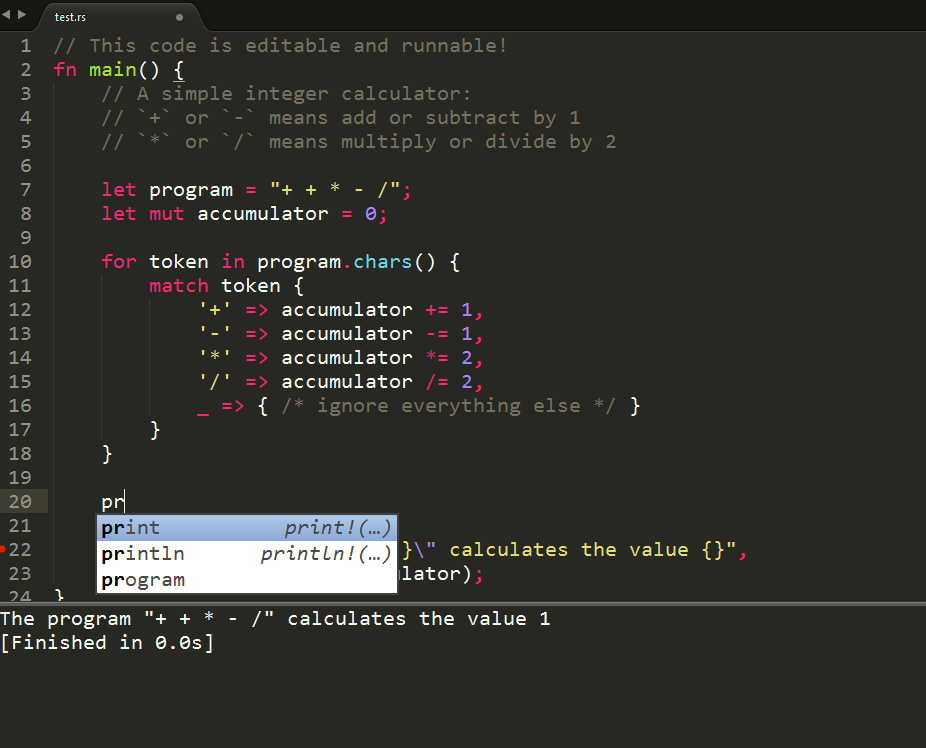 test.rs
1 // This code is editable and runnable!
2 fn main() {
3 // A simple integer calculator:
4 // `+` or `-` means add or subtract by 1
5 // `*` or `/` means multiply or divide by 2
6
7 let program = "+ + * - /";
8 let mut accumulator = 0;
9
10 for token in program.chars() {
11 match token {
12 '+' => accumulator += 1,
13 '-' => accumulator -= 1,
14 '*' => accumulator *= 2,
15 '/' => accumulator /= 2,
16 _ => { /* ignore everything else */ }
17 }
18 }
19
20 pr
21 print print!(…)
22 println println!(…) }\" calculates the value {}",
23 program lator);
24 }
The program "+ + * - /" calculates the value 1
[Finished in 0.0s]